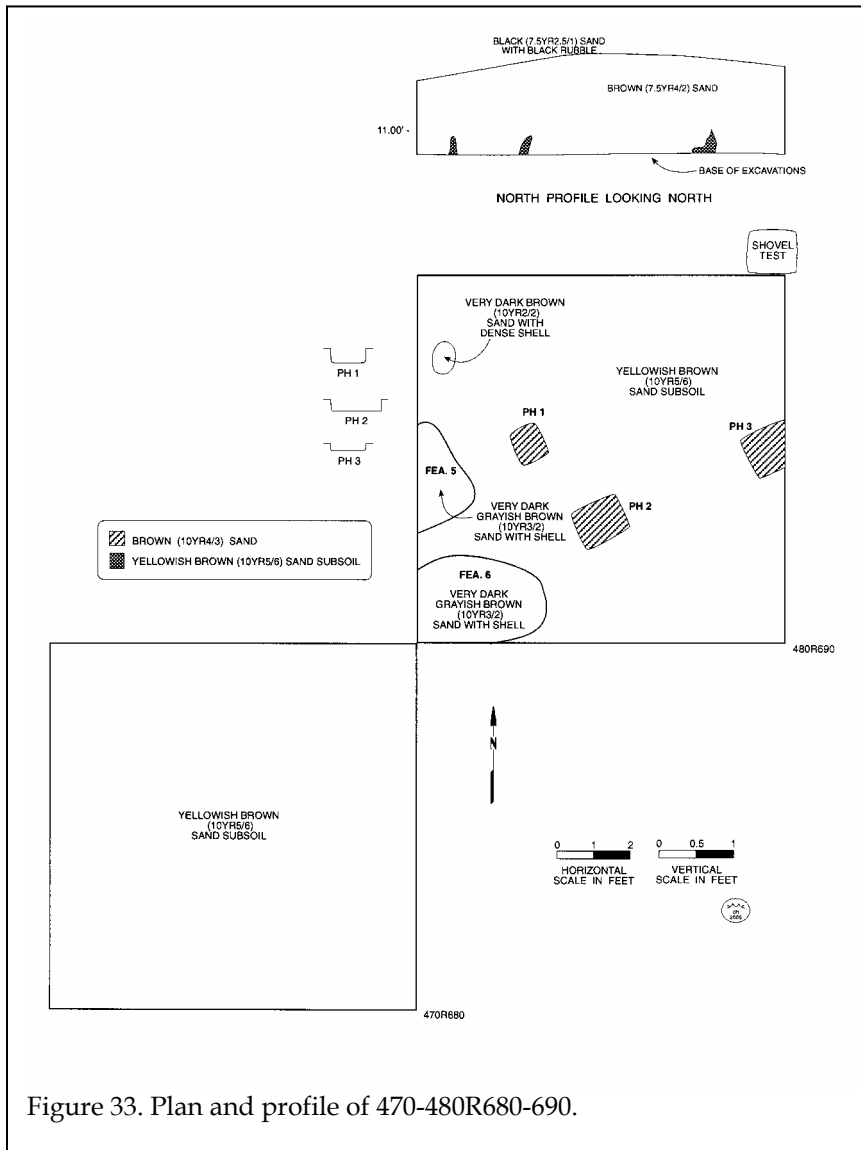 BLACK (7.5YR2.5/1) SAND
WITH BLACK RUBBLE
BROWN (7.5YR4/2) SAND
11.00' -
BASE OF EXCAVATIONS
NORTH PROFILE LOOKING NORTH
SHOVEL
TEST
VERY DARK BROWN
(10YR2/2)
SAND WITH
DENSE SHELL
YELLOWISH BROWN
(10YR5/6)
SAND SUBSOIL
PH 1
PH 2
PH 3
PH 1
PH 3
FEA. 5
PH 2
VERY DARK
GRAYISH BROWN
(10YR3/2)
SAND WITH SHELL
BROWN (10YR4/3) SAND
YELLOWISH BROWN (10YR5/6) SAND SUBSOIL
FEA. 6
VERY DARK
GRAYISH BROWN
(10YR3/2)
SAND WITH SHELL
480R690
N
YELLOWISH BROWN
(10YR5/6)
SAND SUBSOIL
0 1 2
HORIZONTAL
SCALE IN FEET
0 0.5 1
VERTICAL
SCALE IN FEET
470R680
Figure 33. Plan and profile of 470-480R680-690.